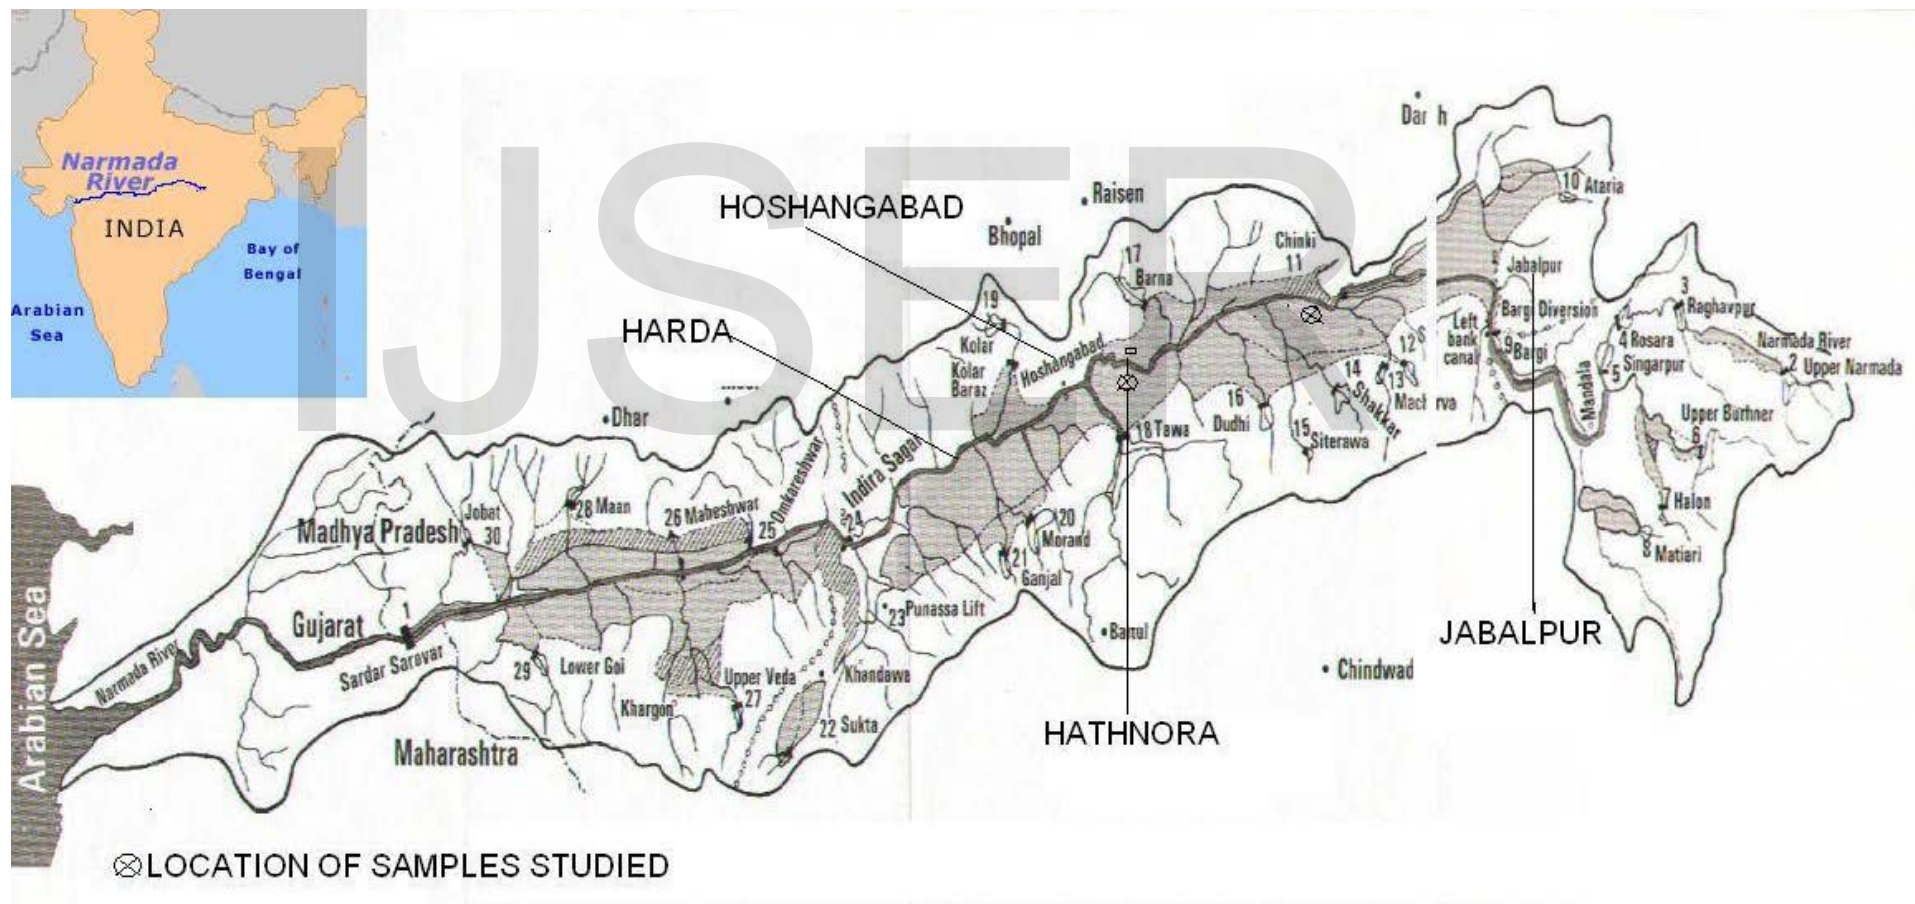 IJSER
Narmada
River
INDIA
Bay of
Bengal
Arabian
Sea
HOSHANGABAD
HARDA
Raisen
Bhopal
Dhar
10 Ataria
17
Barna
Chinki
11
19
Kolar
Kolar
Baraz
Hoshangabad
Jabalpur
Bargi Diversion
Left
bank
canal
9
Bargi
3
Raghavpur
4 Rosara
Singarpur
5
Narmada River
2 Upper Narmada
Mandala
12
13
14
Shakkar
16
Dudhi
15
Siterawa
18 Tawa
Upper Burhner
6
7
Halon
8 Matiari
Indira Sagar
Omkareshwar
24
25
26 Maheshwar
28 Maan
Jobat
30
Madhya Pradesh
20
Morand
21
Ganjal
23
Punassa Lift
Gujarat
1
Sardar Sarovar
Narmada River
Arabian Sea
29
Lower Goi
Khargon
Upper Veda
27
Khandawa
22 Sukta
Maharashtra
Chindwad
JABALPUR
HATHNORA
LOCATION OF SAMPLES STUDIED